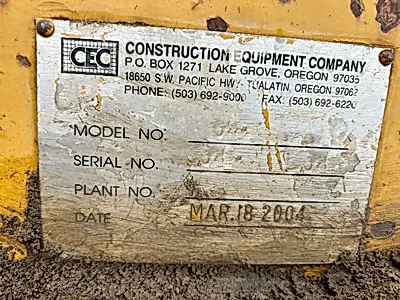 CEC
CONSTRUCTION EQUIPMENT COMPANY
P.O. BOX 1271 LAKE GROVE, OREGON 97035
18650 S.W. PACIFIC HWY. TUALATIN, OREGON 97062
PHONE: (503) 692-9000 FAX: (503) 692-6220
MODEL NO.
SERIAL NO.
PLANT NO.
DATE MAR.18 2004